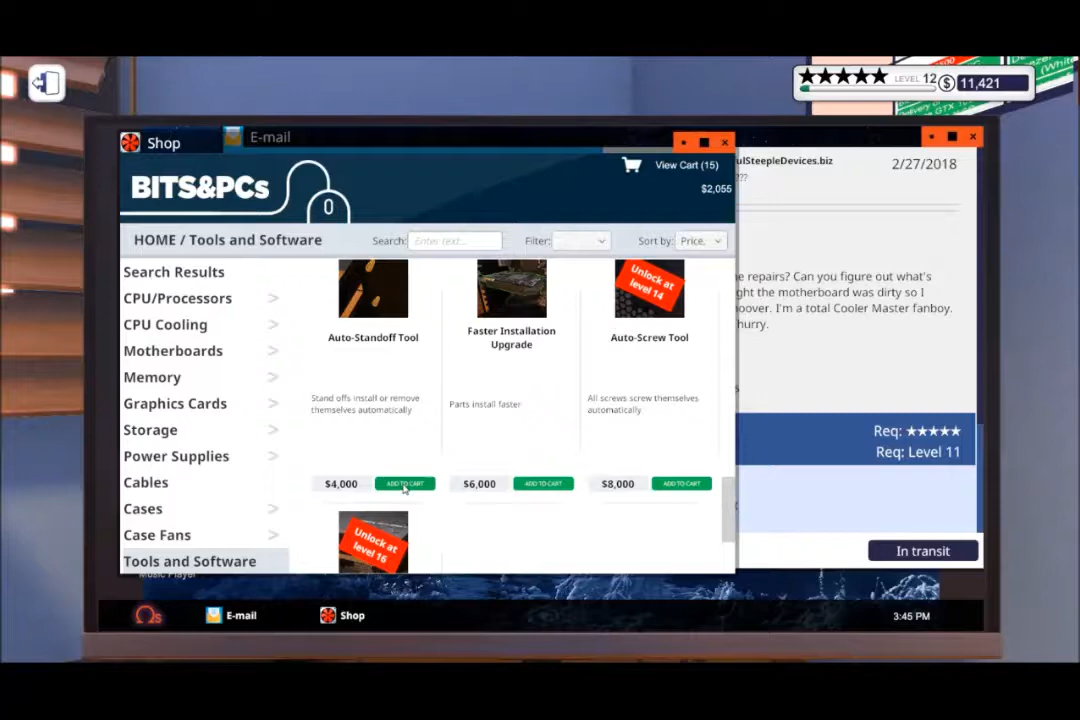 LEVEL 12
$ 11,421
Shop
E-mail
BITS&PCs
View Cart (15)
$2,055
HOME / Tools and Software
Search:
Enter text...
Filter:
Sort by:
Price,
Search Results
CPU/Processors
CPU Cooling
Motherboards
Memory
Graphics Cards
Storage
Power Supplies
Cables
Cases
Case Fans
Tools and Software
Unlock at
level 14
Auto-Standoff Tool
Faster Installation
Upgrade
Auto-Screw Tool
Stand offs install or remove
themselves automatically
Parts install faster
All screws screw themselves
automatically
$4,000
ADD TO CART
$6,000
ADD TO CART
$8,000
ADD TO CART
Unlock at
level 16
ulSteepleDevices.biz
2/27/2018
???
e repairs? Can you figure out what's
ght the motherboard was dirty so I
hoover. I'm a total Cooler Master fanboy.
hurry.
Req: ★★★★★
Req: Level 11
In transit
Music Player
E-mail
Shop
3:45 PM